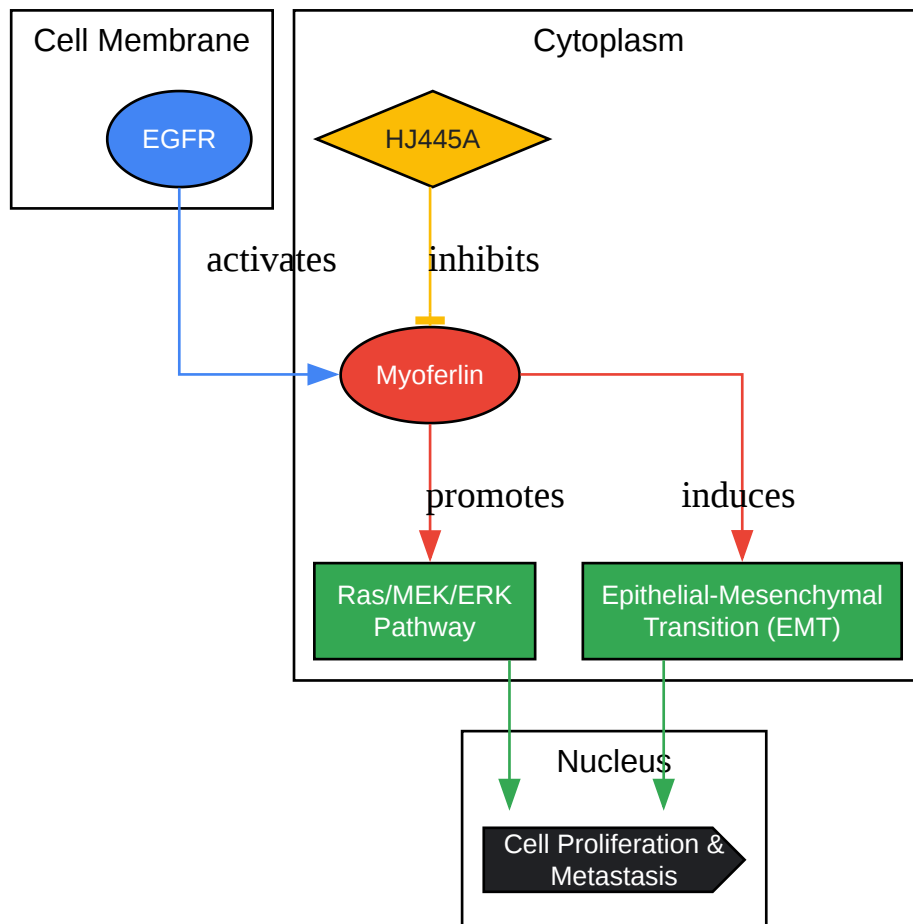 Cell Membrane
Cytoplasm
EGFR
HJ445A
activates
inhibits
Myoferlin
promotes
induces
Ras/MEK/ERK
Pathway
Epithelial-Mesenchymal
Transition (EMT)
Nucleus
Cell Proliferation &
Metastasis